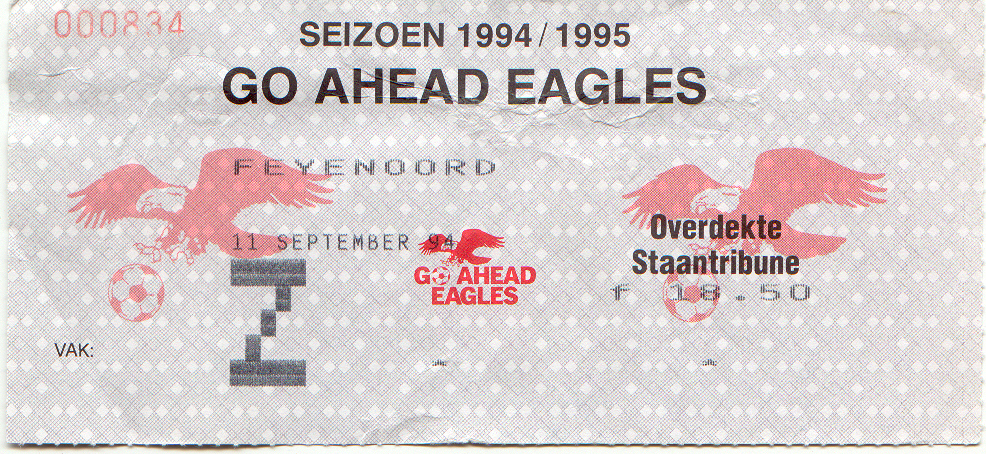 000834
SEIZOEN 1994/1995
GO AHEAD EAGLES
FEYENOORD
11 SEPTEMBER 94
GO AHEAD
EAGLES
Overdekte
Staantribune
f 18.50
VAK:
Z